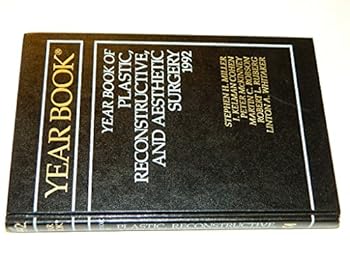 YEAR BOOK®
YEAR BOOK OF
PLASTIC,
RECONSTRUCTIVE,
AND AESTHETIC
SURGERY
1992
STEPHEN H. MILLER
I. KELMAN COHEN
PETER McKINNEY
MARTIN C. ROBSON
ROBERT L. RUBERG
LINTON A. WHITAKER
PLASTIC, RECONSTRUCTIVE,